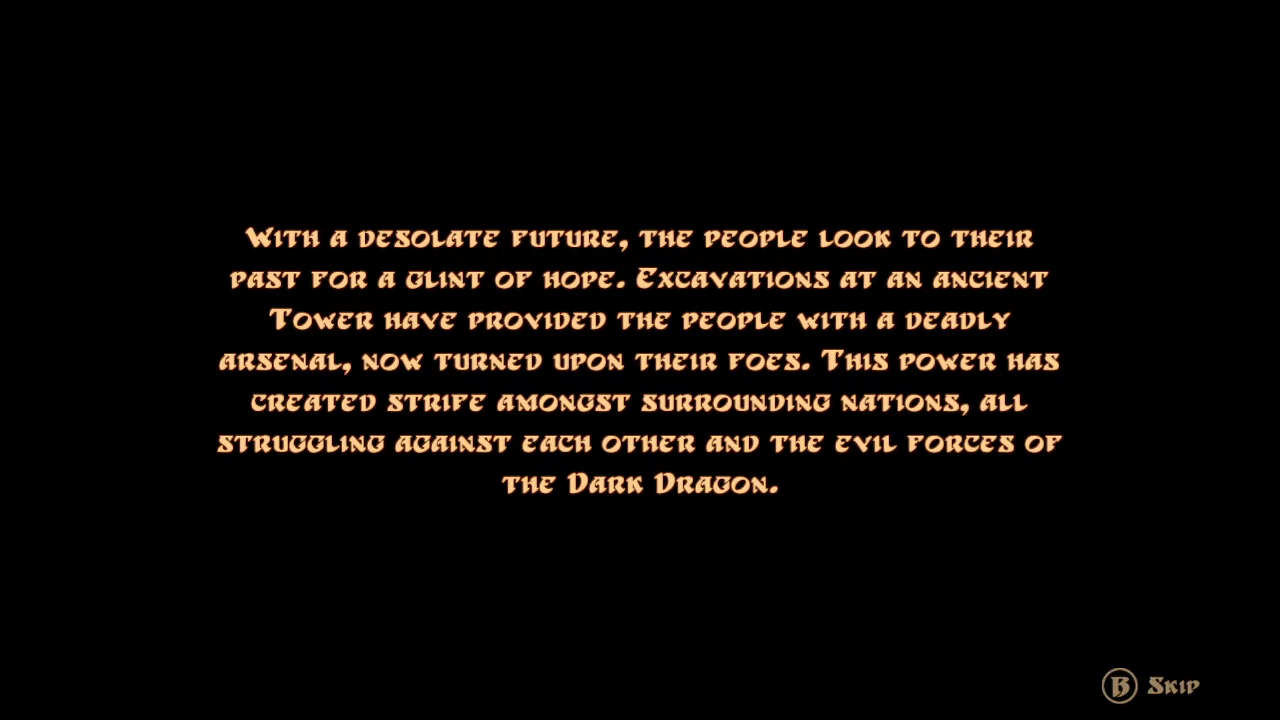 With a desolate future, the people look to their
past for a glint of hope. Excavations at an ancient
Tower have provided the people with a deadly
arsenal, now turned upon their foes. This power has
created strife amongst surrounding nations, all
struggling against each other and the evil forces of
the Dark Dragon.
B Skip